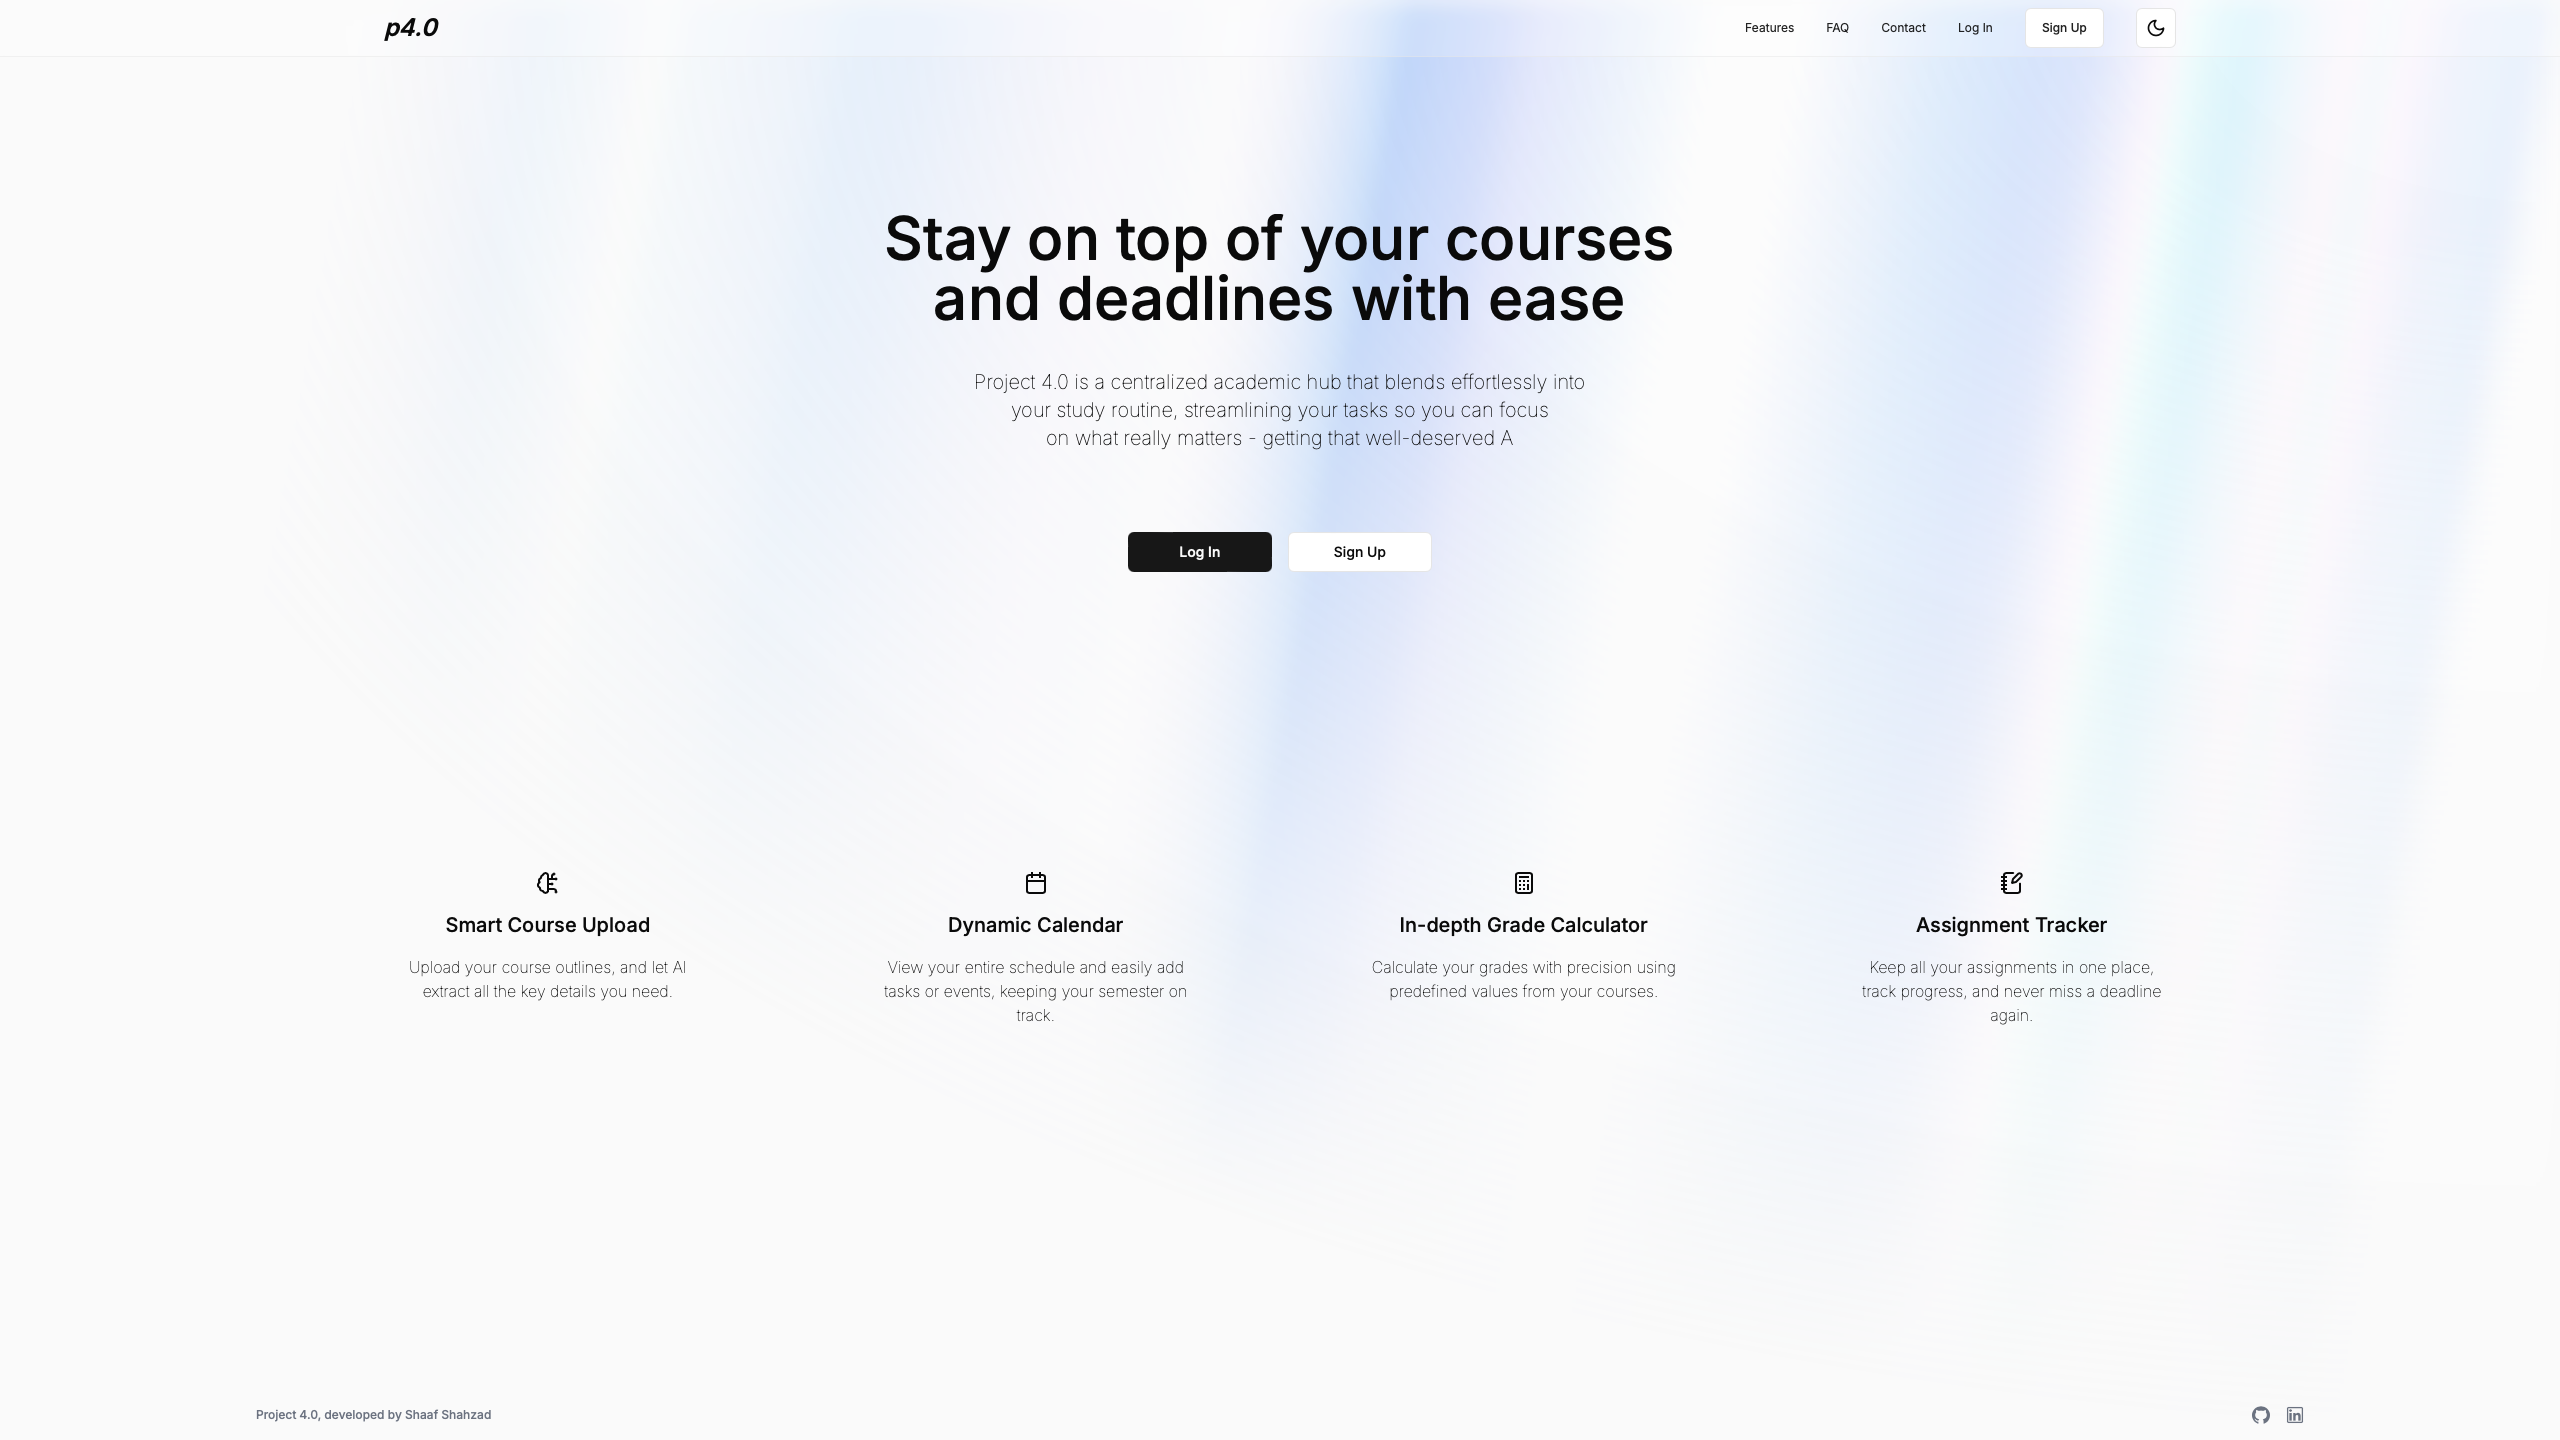 p4.0
Features
FAQ
Contact
Log In
Sign Up
Stay on top of your courses
and deadlines with ease
Project 4.0 is a centralized academic hub that blends effortlessly into
your study routine, streamlining your tasks so you can focus
on what really matters - getting that well-deserved A
Log In
Sign Up
Smart Course Upload
Upload your course outlines, and let AI
extract all the key details you need.
Dynamic Calendar
View your entire schedule and easily add
tasks or events, keeping your semester on
track.
In-depth Grade Calculator
Calculate your grades with precision using
predefined values from your courses.
Assignment Tracker
Keep all your assignments in one place,
track progress, and never miss a deadline
again.
Project 4.0, developed by Shaaf Shahzad